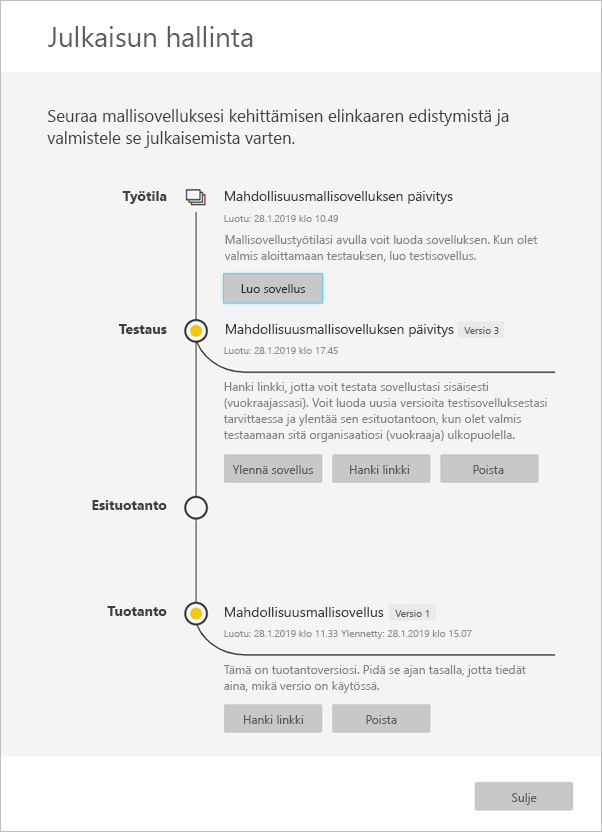 Julkaisun hallinta
Seuraa mallisovelluksesi kehittämisen elinkaaren edistymistä ja
valmistele se julkaisemista varten.
Työtila
Mahdollisuusmallisovelluksen päivitys
Luotu: 28.1.2019 klo 10.49
Mallisovellustyötilasi avulla voit luoda sovelluksen. Kun olet
valmis aloittamaan testauksen, luo testisovellus.
Luo sovellus
Testaus
Mahdollisuusmallisovelluksen päivitys Versio 3
Luotu: 28.1.2019 klo 17.45
Hanki linkki, jotta voit testata sovellustasi sisäisesti
(vuokraajassasi). Voit luoda uusia versioita testisovelluksestasi
tarvittaessa ja ylentää sen esituotantoon, kun olet valmis
testaamaan sitä organisaatiosi (vuokraaja) ulkopuolella.
Ylennä sovellus Hanki linkki Poista
Esituotanto
Tuotanto
Mahdollisuusmallisovellus Versio 1
Luotu: 28.1.2019 klo 11.33 Ylennetty: 28.1.2019 klo 15.07
Tämä on tuotantoversiosi. Pidä se ajan tasalla, jotta tiedät
aina, mikä versio on käytössä.
Hanki linkki Poista
Sulje